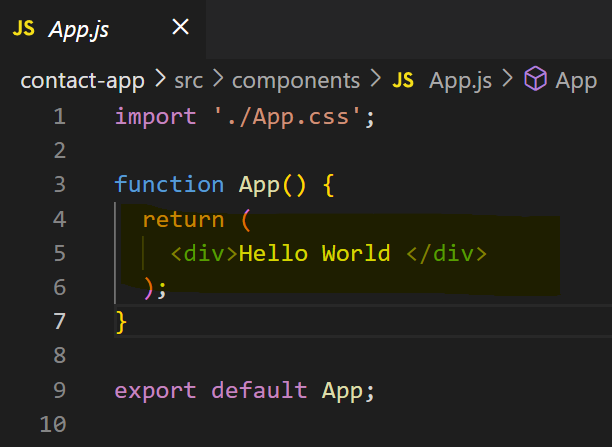 JS App.js ×
contact-app > src > components > JS App.js > App
1 import './App.css';
2
3 function App() {
4   return (
5     <div>Hello World </div>
6   );
7 }
8
9 export default App;
10